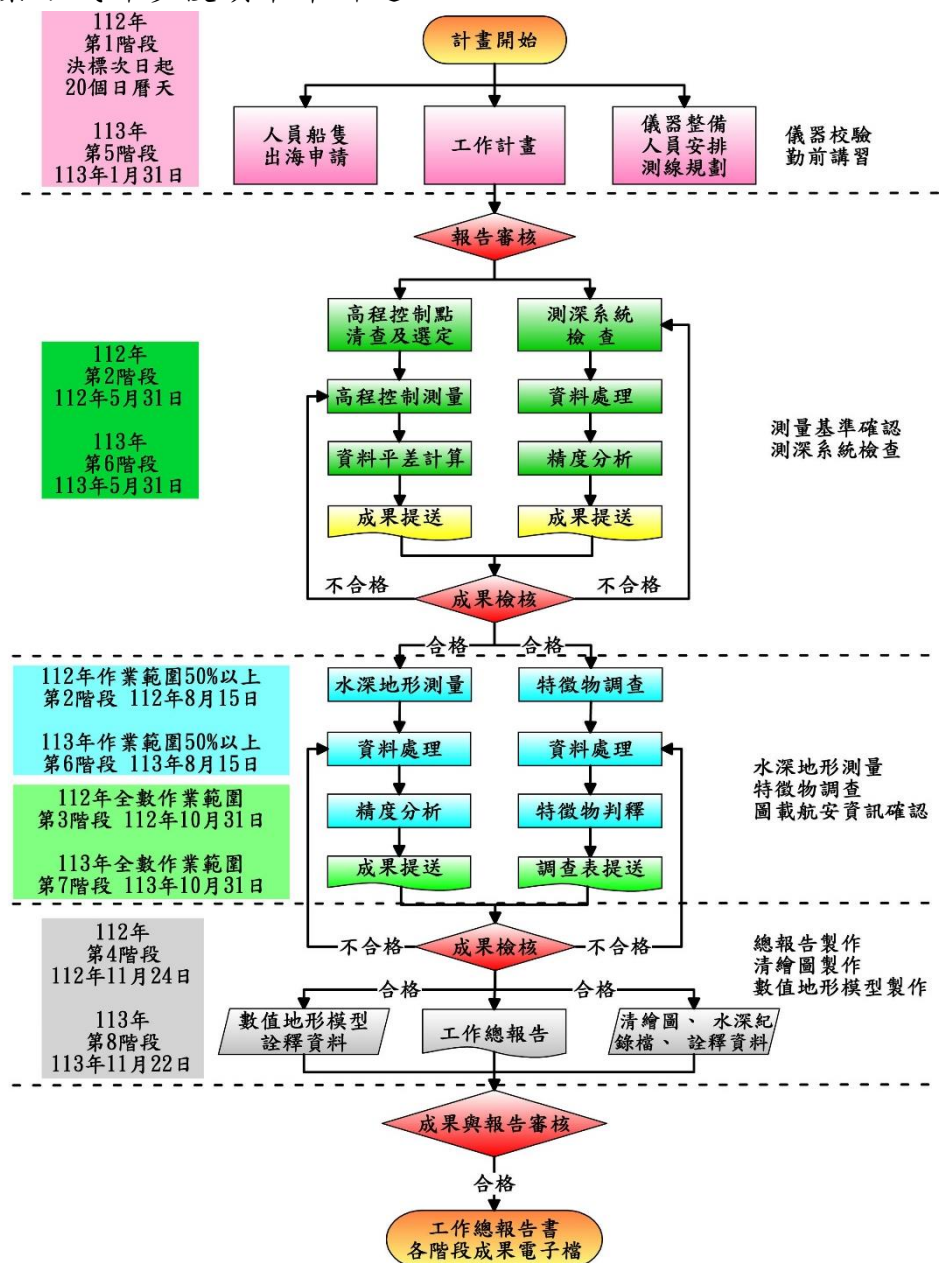 112年
第1階段
決標次日起
20個日曆天
113年
第5階段
113年1月31日
計畫開始
人員船隻
出海申請
工作計畫
儀器整備
人員安排
測線規劃
儀器校驗
勤前講習
報告審核
112年
第2階段
112年5月31日
113年
第6階段
113年5月31日
高程控制點
清查及選定
測深系統
檢 查
高程控制測量
資料處理
資料平差計算
精度分析
成果提送
成果提送
測量基準確認
測深系統檢查
不合格
成果檢核
不合格
合格
合格
112年作業範圍50%以上
第2階段 112年8月15日
113年作業範圍50%以上
第6階段 113年8月15日
112年全數作業範圍
第3階段 112年10月31日
113年全數作業範圍
第7階段 113年10月31日
水深地形測量
特徵物調查
資料處理
資料處理
精度分析
特徵物判釋
成果提送
調查表提送
水深地形測量
特徵物調查
圖載航安資訊確認
112年
第4階段
112年11月24日
113年
第8階段
113年11月22日
不合格
成果檢核
不合格
合格
合格
數值地形模型
詮釋資料
工作總報告
清繪圖、水深紀
錄檔、詮釋資料
總報告製作
清繪圖製作
數值地形模型製作
成果與報告審核
合格
工作總報告書
各階段成果電子檔